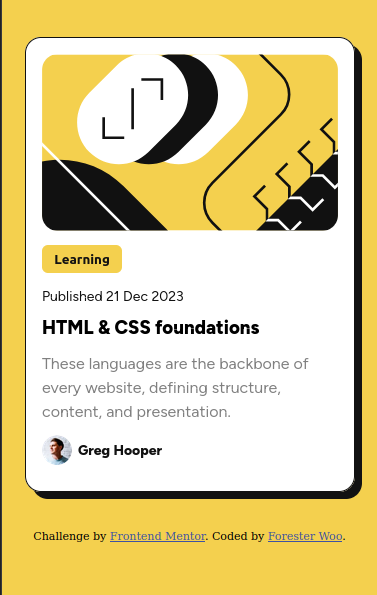 Learning
Published 21 Dec 2023
HTML & CSS foundations
These languages are the backbone of
every website, defining structure,
content, and presentation.
Greg Hooper
Challenge by Frontend Mentor. Coded by Forester Woo.